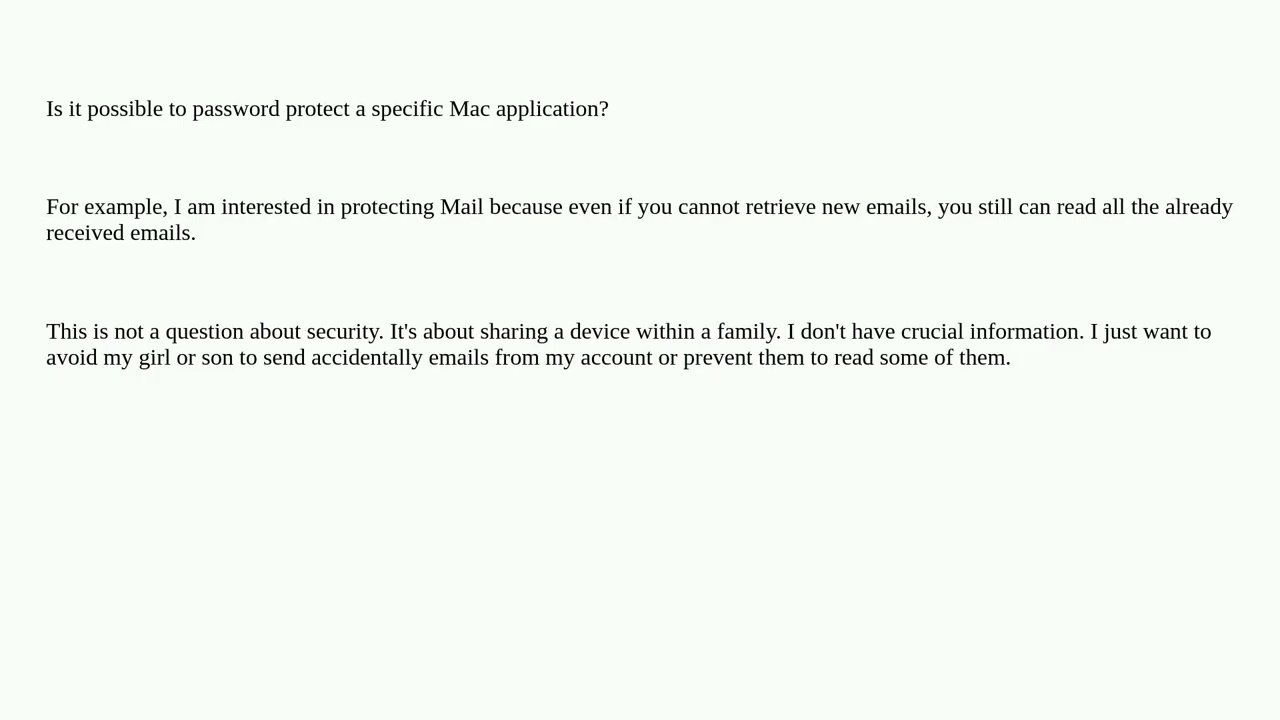 Is it possible to password protect a specific Mac application?
For example, I am interested in protecting Mail because even if you cannot retrieve new emails, you still can read all the already
received emails.
This is not a question about security. It's about sharing a device within a family. I don't have crucial information. I just want to
avoid my girl or son to send accidentally emails from my account or prevent them to read some of them.